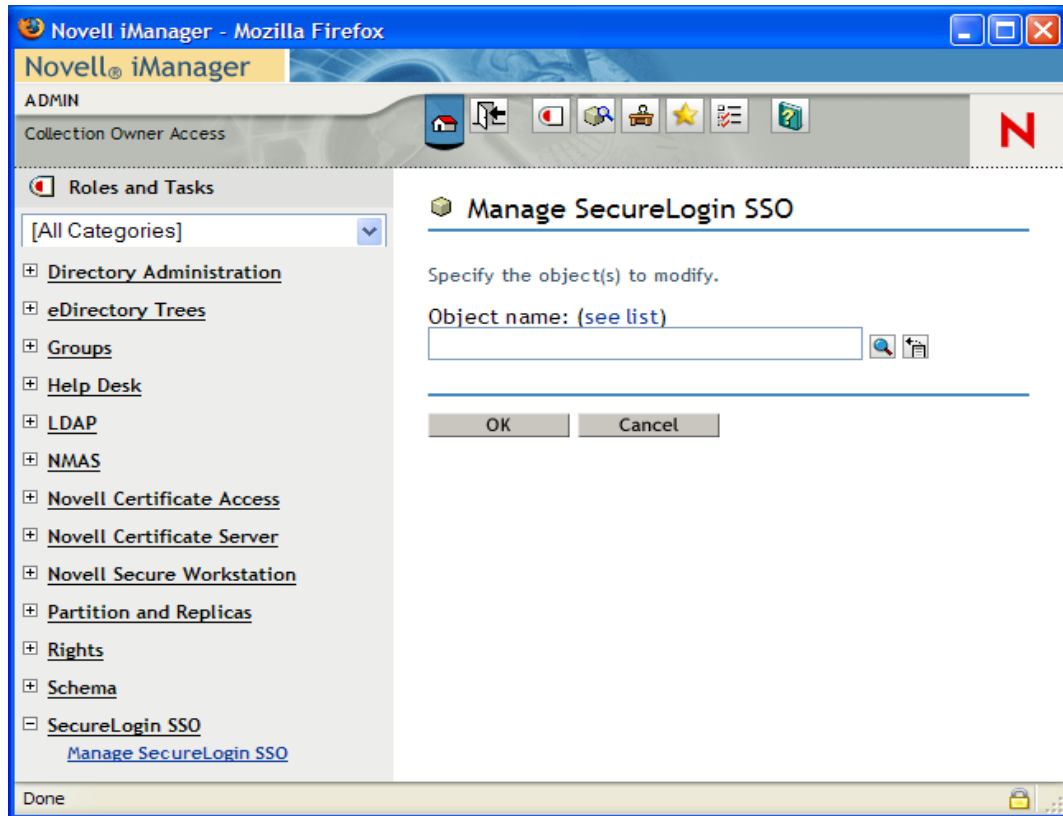 Novell iManager - Mozilla Firefox
Novell® iManager
ADMIN
Collection Owner Access
N
Roles and Tasks
[All Categories]
Directory Administration
eDirectory Trees
Groups
Help Desk
LDAP
NMAS
Novell Certificate Access
Novell Certificate Server
Novell Secure Workstation
Partition and Replicas
Rights
Schema
SecureLogin SSO
Manage SecureLogin SSO
Manage SecureLogin SSO
Specify the object(s) to modify.
Object name: (see list)
OK Cancel
Done